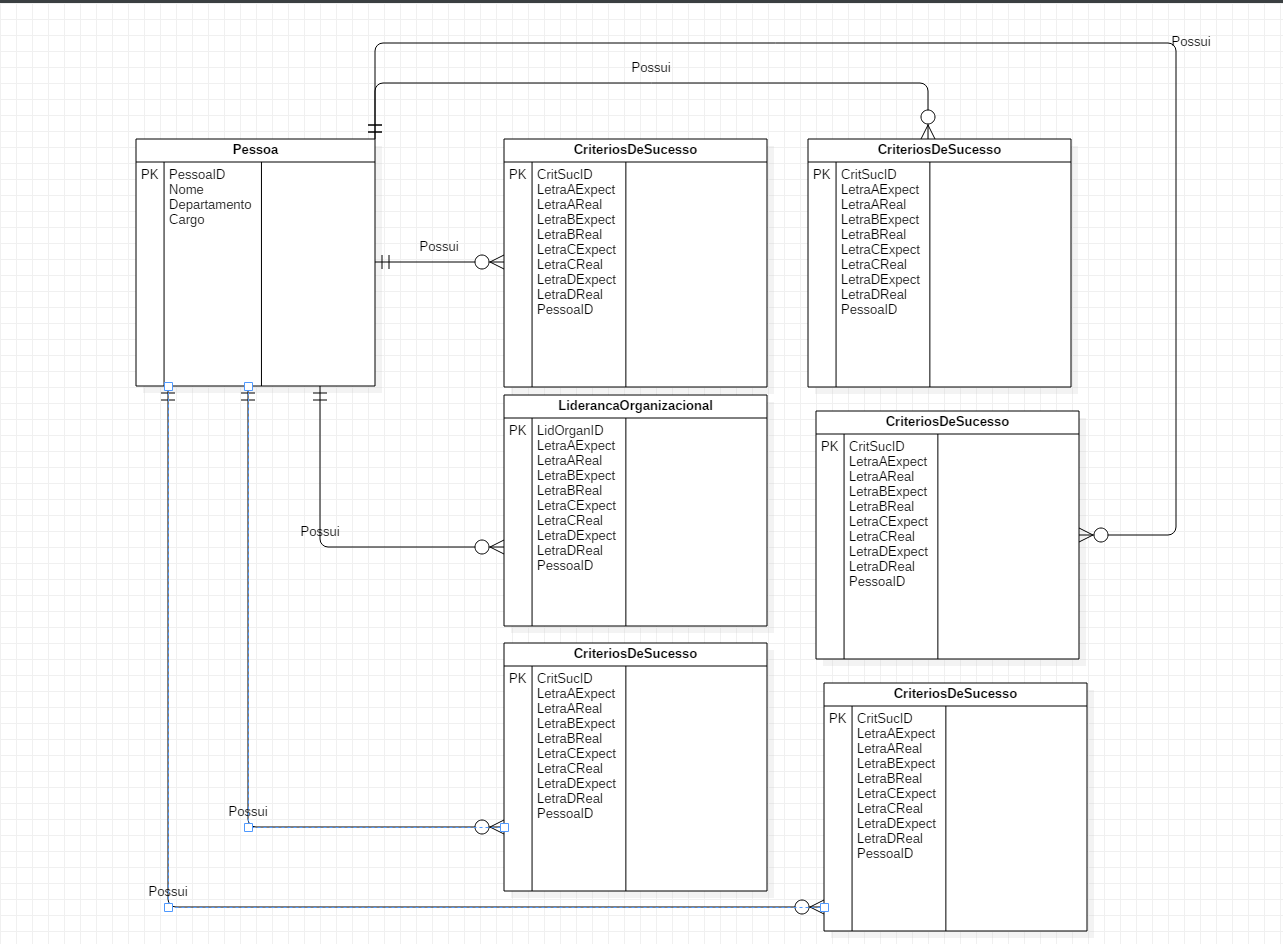 Possui
Possui
Pessoa
PK PessoaID
Nome
Departamento
Cargo
Possui
CriteriosDeSucesso
PK CritSucID
LetraAExpect
LetraAReal
LetraBExpect
LetraBReal
LetraCExpect
LetraCReal
LetraDExpect
LetraDReal
PessoaID
CriteriosDeSucesso
PK CritSucID
LetraAExpect
LetraAReal
LetraBExpect
LetraBReal
LetraCExpect
LetraCReal
LetraDExpect
LetraDReal
PessoaID
Possui
LiderancaOrganizacional
PK LidOrganID
LetraAExpect
LetraAReal
LetraBExpect
LetraBReal
LetraCExpect
LetraCReal
LetraDExpect
LetraDReal
PessoaID
CriteriosDeSucesso
PK CritSucID
LetraAExpect
LetraAReal
LetraBExpect
LetraBReal
LetraCExpect
LetraCReal
LetraDExpect
LetraDReal
PessoaID
Possui
CriteriosDeSucesso
PK CritSucID
LetraAExpect
LetraAReal
LetraBExpect
LetraBReal
LetraCExpect
LetraCReal
LetraDExpect
LetraDReal
PessoaID
Possui
CriteriosDeSucesso
PK CritSucID
LetraAExpect
LetraAReal
LetraBExpect
LetraBReal
LetraCExpect
LetraCReal
LetraDExpect
LetraDReal
PessoaID